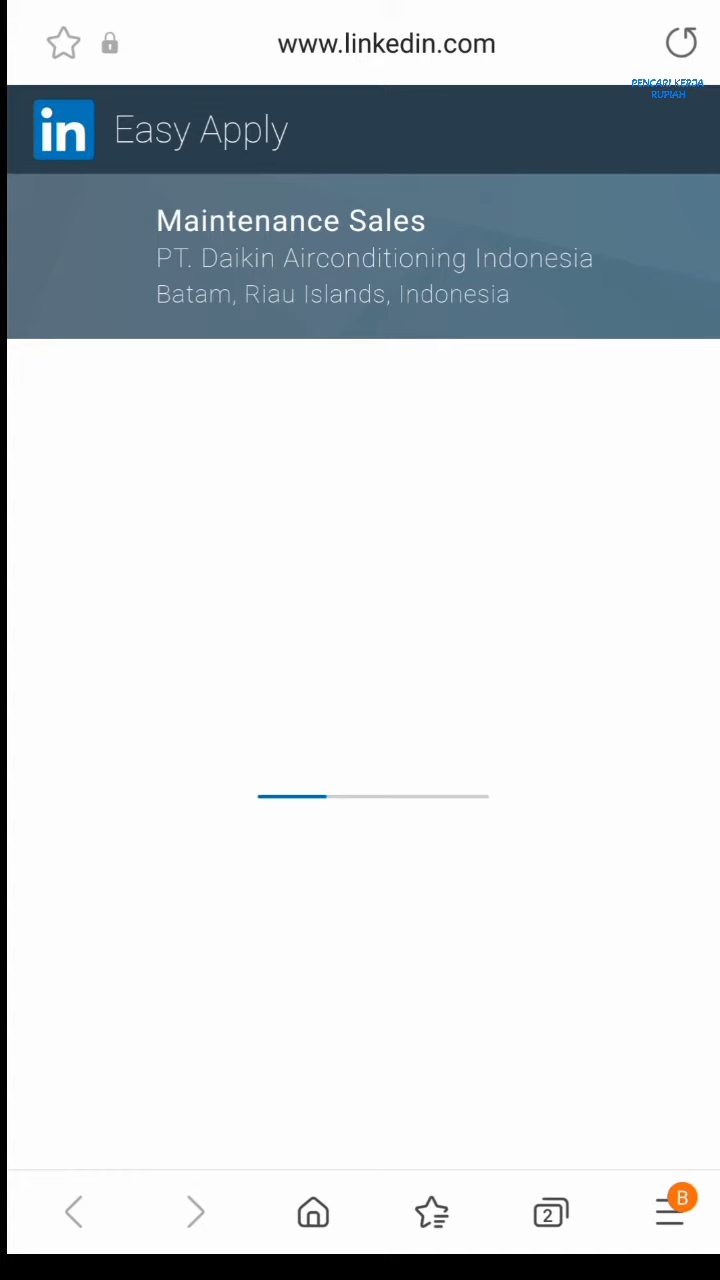 www.linkedin.com
PENCARI KERJA
RUPIAH
in Easy Apply
Maintenance Sales
PT. Daikin Airconditioning Indonesia
Batam, Riau Islands, Indonesia
2
B